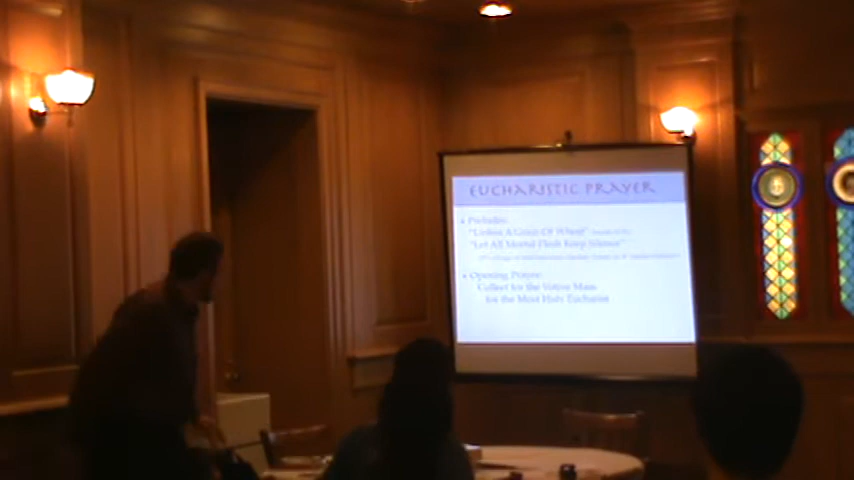 EUCHARISTIC PRAYER
• Preludes:
"Unless A Grain Of Wheat"
"Let All Mortal Flesh Keep Silence"
• Opening Prayer:
Collect for the Votive Mass
for the Most Holy Eucharist